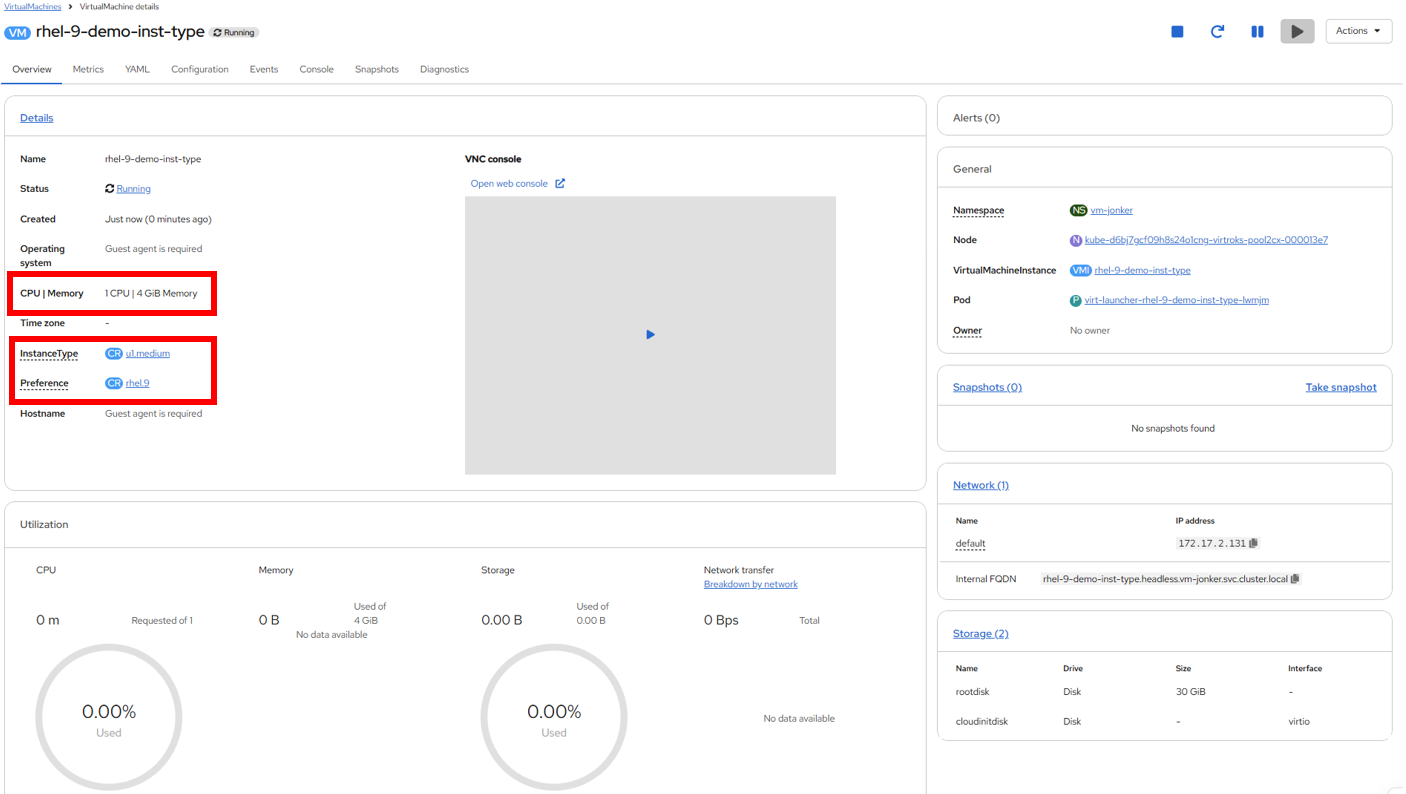 VirtualMachines > VirtualMachine details
VM rhel-9-demo-inst-type Running
Actions
Overview Metrics YAML Configuration Events Console Snapshots Diagnostics
Details
Name rhel-9-demo-inst-type
Status Running
Created Just now (0 minutes ago)
Operating system Guest agent is required
CPU | Memory 1 CPU | 4 GiB Memory
Time zone -
InstanceType CR u1.medium
Preference CR rhel.9
Hostname Guest agent is required
VNC console
Open web console
Utilization
CPU
0 m Requested of 1
0.00%
Used
Memory
0 B Used of
4 GiB
No data available
Storage
0.00 B Used of
0.00 B
0.00%
Used
Network transfer
Breakdown by network
0 Bps Total
No data available
Alerts (0)
General
Namespace NS vm-jonker
Node N kube-d6bj7gcf09h8s24o1cng-virtroks-pool2cx-000013e7
VirtualMachineInstance VMI rhel-9-demo-inst-type
Pod P virt-launcher-rhel-9-demo-inst-type-lwmjm
Owner No owner
Snapshots (0) Take snapshot
No snapshots found
Network (1)
Name IP address
default 172.17.2.131
Internal FQDN rhel-9-demo-inst-type.headless.vm-jonker.svc.cluster.local
Storage (2)
Name Drive Size Interface
rootdisk Disk 30 GiB -
cloudinitdisk Disk - virtio